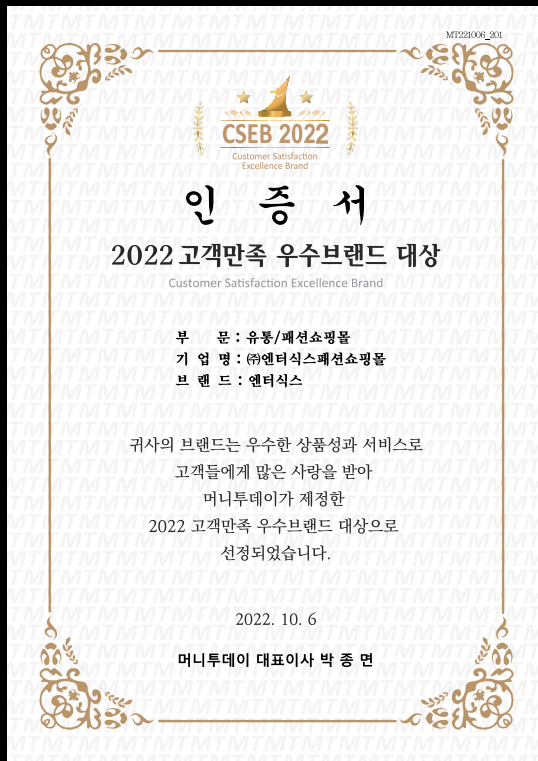 MT221006_201
1
CSEB 2022
Customer Satisfaction
Excellence Brand
인 증 서
2022 고객만족 우수브랜드 대상
Customer Satisfaction Excellence Brand
부 문 : 유통/패션쇼핑몰
기 업 명 : ㈜엔터식스패션쇼핑몰
브 랜 드 : 엔터식스
귀사의 브랜드는 우수한 상품성과 서비스로
고객들에게 많은 사랑을 받아
머니투데이가 제정한
2022 고객만족 우수브랜드 대상으로
선정되었습니다.
2022. 10. 6
머니투데이 대표이사 박 종 면